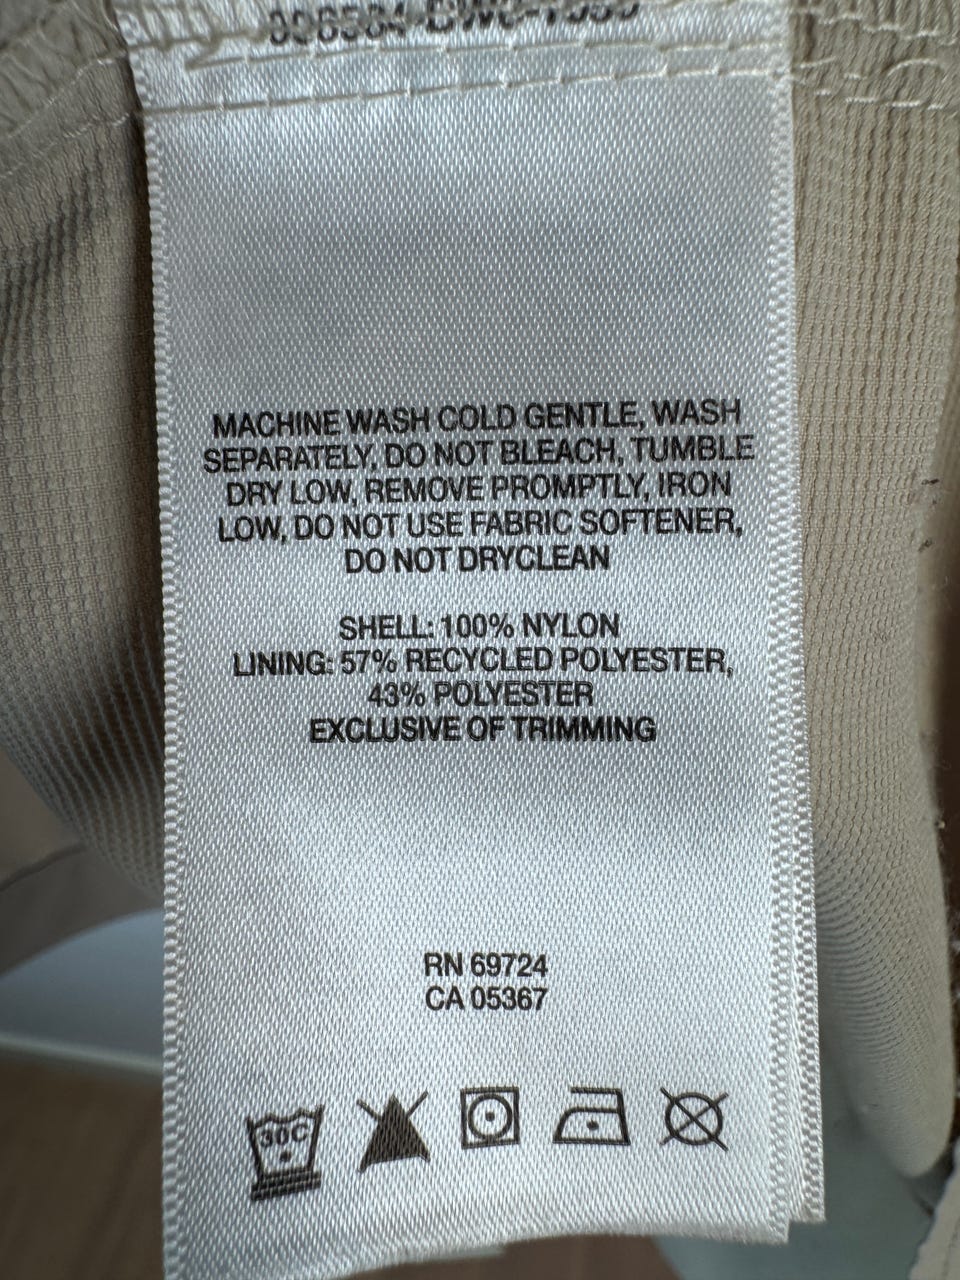 MACHINE WASH COLD GENTLE, WASH
SEPARATELY, DO NOT BLEACH, TUMBLE
DRY LOW, REMOVE PROMPTLY, IRON
LOW, DO NOT USE FABRIC SOFTENER,
DO NOT DRYCLEAN
SHELL: 100% NYLON
LINING: 57% RECYCLED POLYESTER,
43% POLYESTER
EXCLUSIVE OF TRIMMING
RN 69724
CA 05367
30C